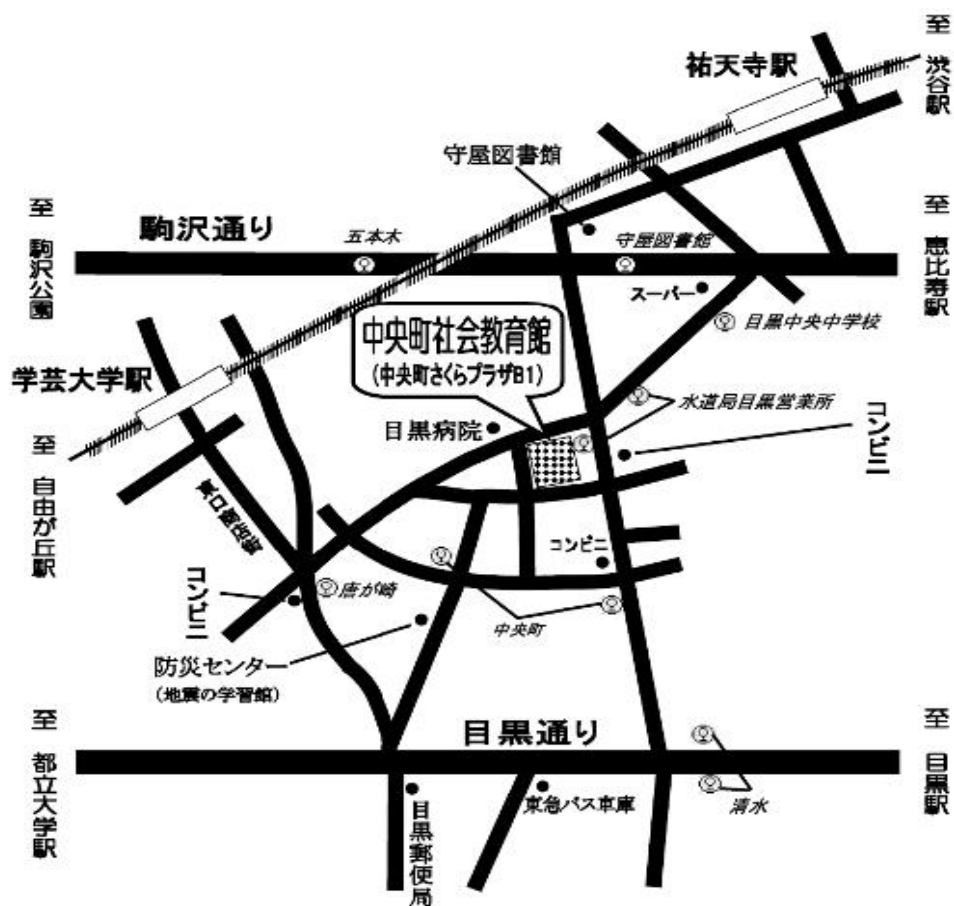 至 渋谷駅
祐天寺駅
守屋図書館
至 駒沢公園
駒沢通り
五本木
守屋図書館
至 恵比寿駅
スーパー
目黒中央中学校
中央町社会教育館
(中央町さくらプラザB1)
学芸大学駅
水道局目黒営業所
コンビニ
目黒病院
至 自由が丘駅
東口商店街
コンビニ
コンビニ
唐が崎
中央町
防災センター
(地震の学習館)
至 都立大学駅
目黒通り
至 目黒駅
目黒郵便局
東急バス車庫
清水